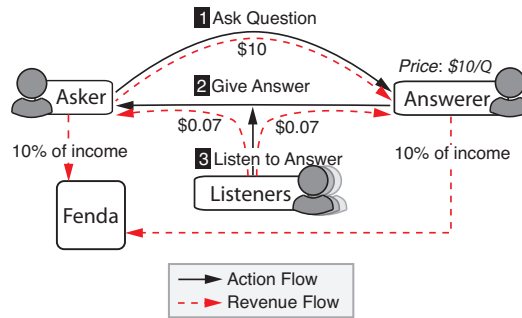 1 Ask Question
$10
Price: $10/Q
Asker
2 Give Answer
Answerer
$0.07
$0.07
10% of income
3 Listen to Answer
10% of income
Listeners
Fenda
Action Flow
Revenue Flow